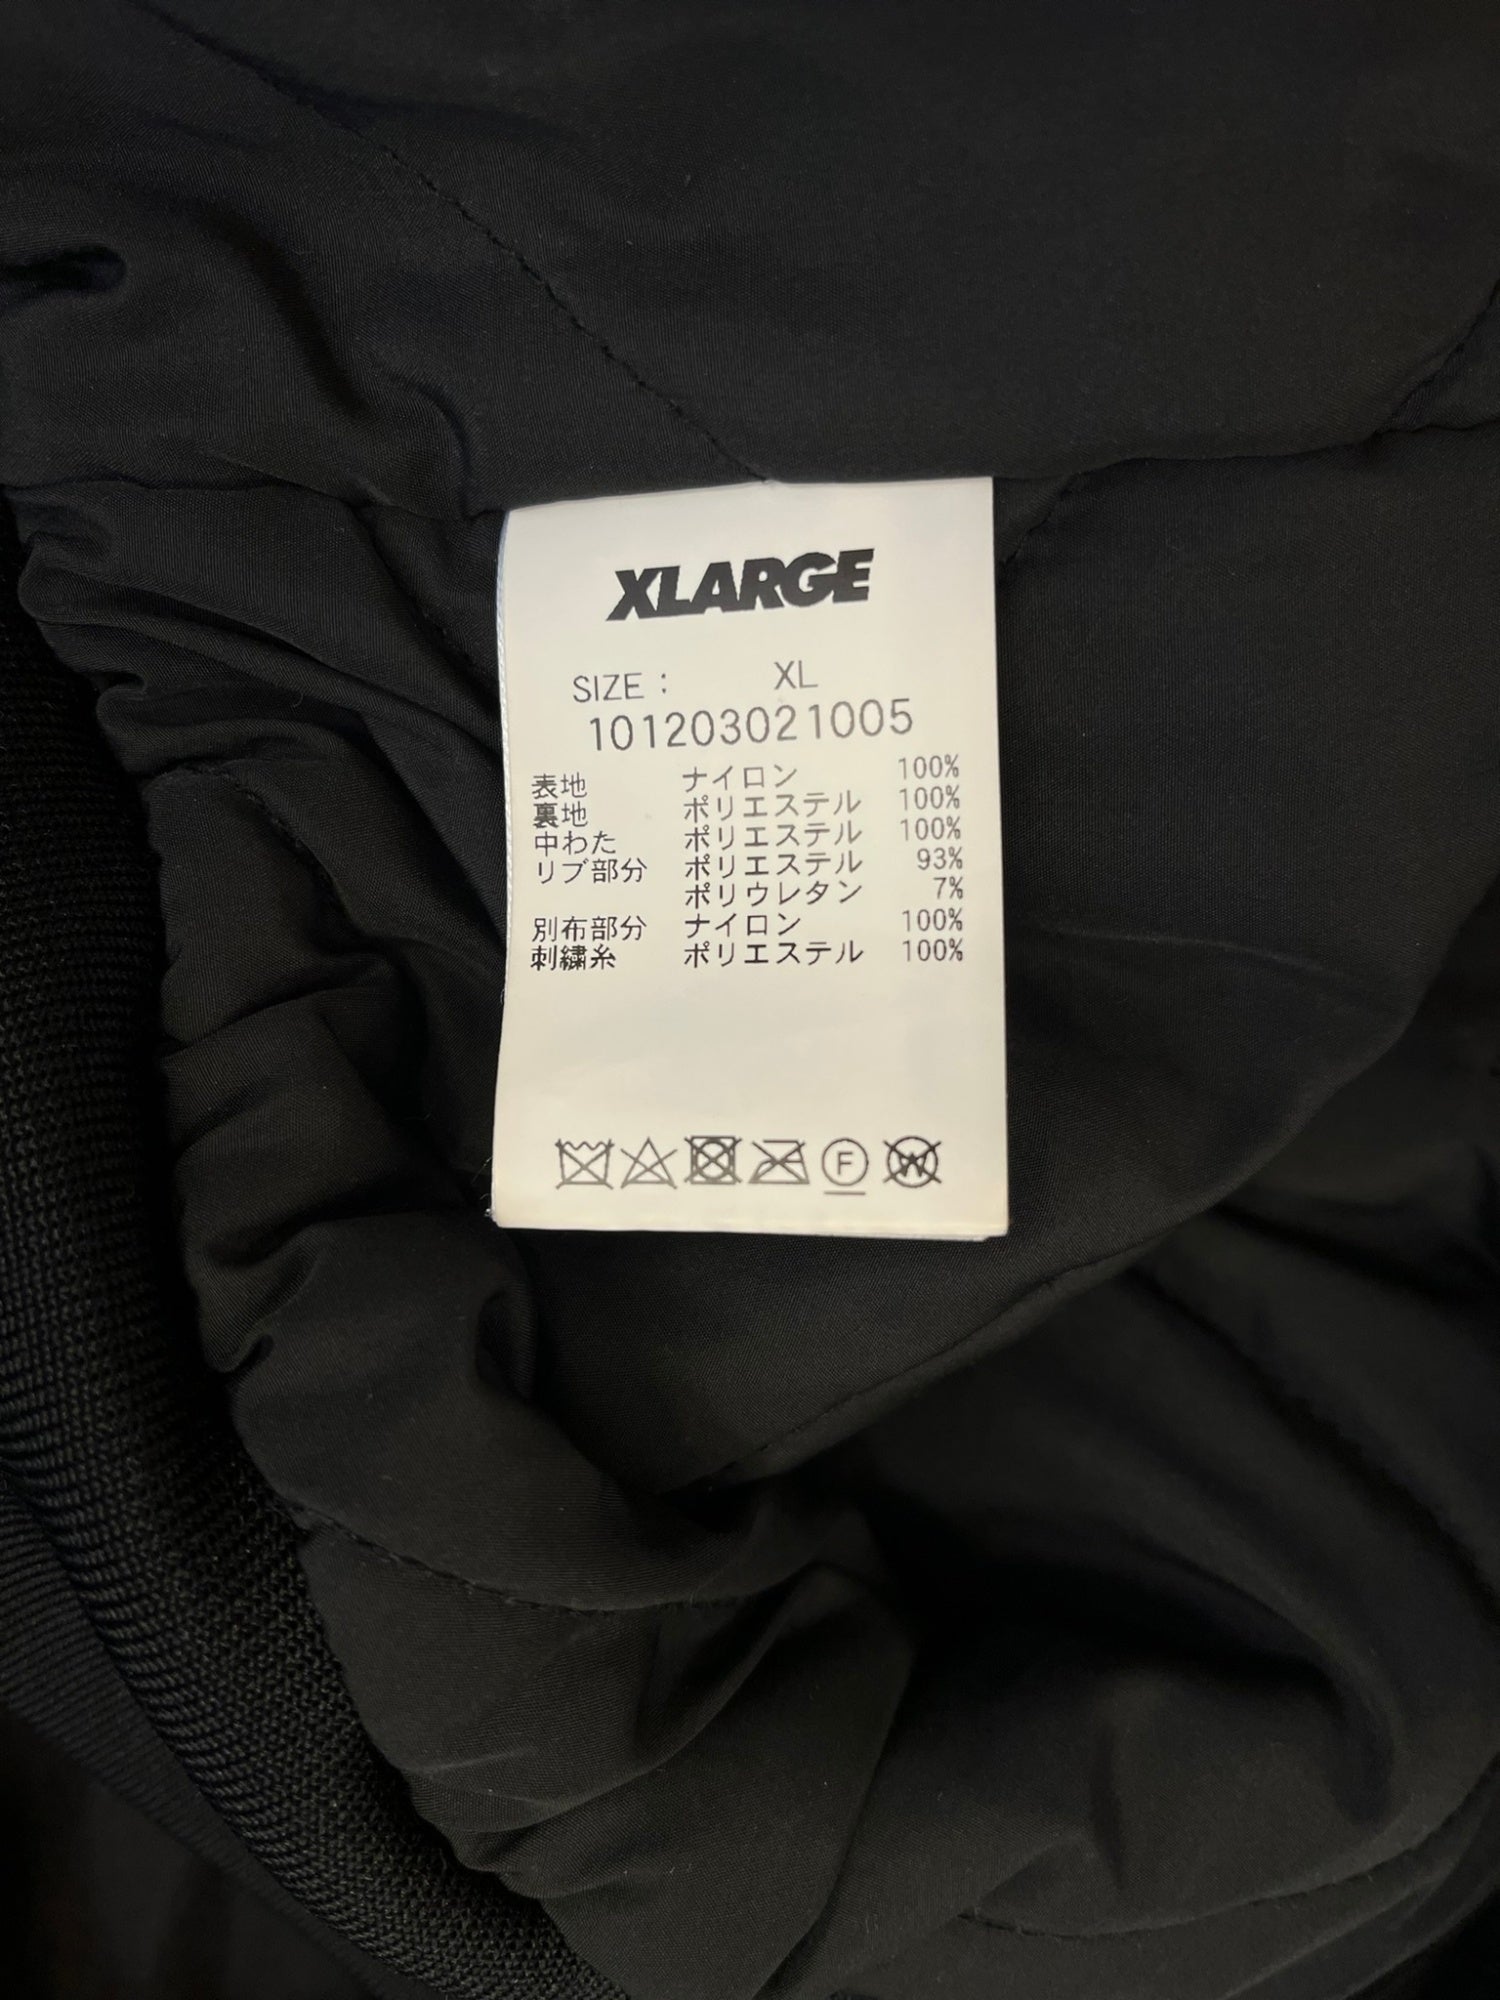 XLARGE
SIZE: XL
101203021005
表地 ナイロン 100%
裏地 ポリエステル 100%
中わた ポリエステル 100%
リブ部分 ポリエステル 93%
ポリウレタン 7%
別布部分 ナイロン 100%
刺繍糸 ポリエステル 100%
F W